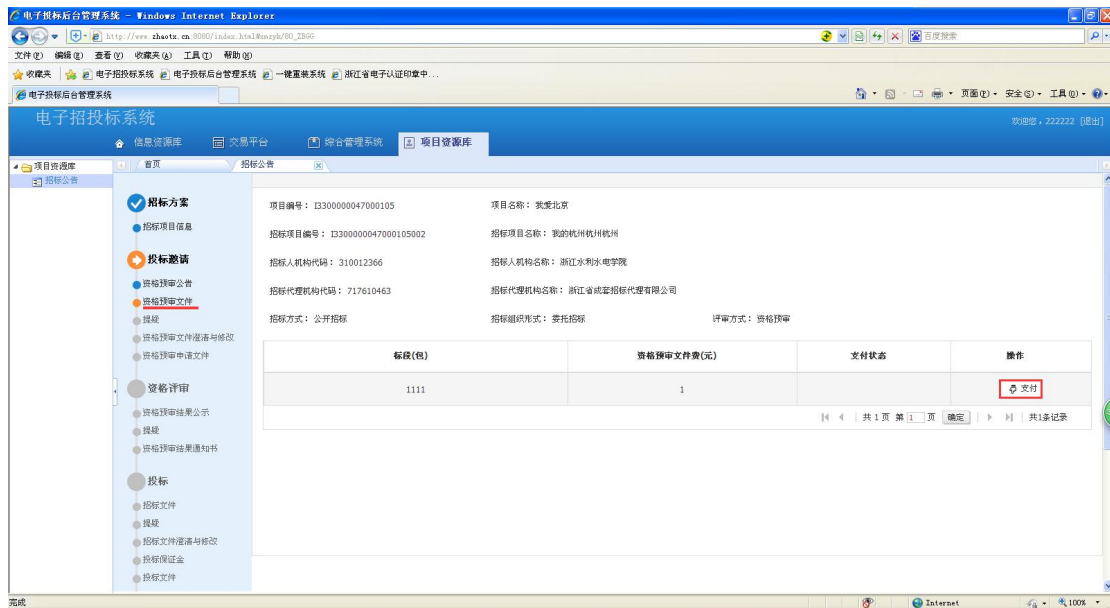 电子投标后台管理系统 - Windows Internet Explorer
http://www.zhaotx.cn:8080/index.html#xmzyk/80_ZBGG
百度搜索
文件(F) 编辑(E) 查看(V) 收藏夹(A) 工具(T) 帮助(H)
收藏夹 电子招投标系统 电子投标后台管理系统 一键重装系统 浙江省电子认证印章中...
电子投标后台管理系统
页面(P) 安全(S) 工具(O)
电子招投标系统
欢迎您，222222 [退出]
信息资源库 交易平台 综合管理系统 项目资源库
项目资源库 首页 招标公告
招标公告
招标方案
项目编号： I3300000047000105 项目名称： 我爱北京
招标项目信息
招标项目编号： I3300000047000105002 招标项目名称： 我的杭州杭州杭州
投标邀请
招标人机构代码： 310012366 招标人机构名称： 浙江水利水电学院
资格预审公告
招标代理机构代码： 717610463 招标代理机构名称： 浙江省成套招标代理有限公司
资格预审文件
提疑
招标方式： 公开招标 招标组织形式： 委托招标 评审方式： 资格预审
资格预审文件澄清与修改
资格预审申请文件
标段(包) 资格预审文件费(元) 支付状态 操作
资格评审
1111 1 支付
资格预审结果公示
共 1 页 第 1 页 确定 共1条记录
提疑
资格预审结果通知书
投标
招标文件
提疑
招标文件澄清与修改
投标保证金
投标文件
完成 Internet 100%